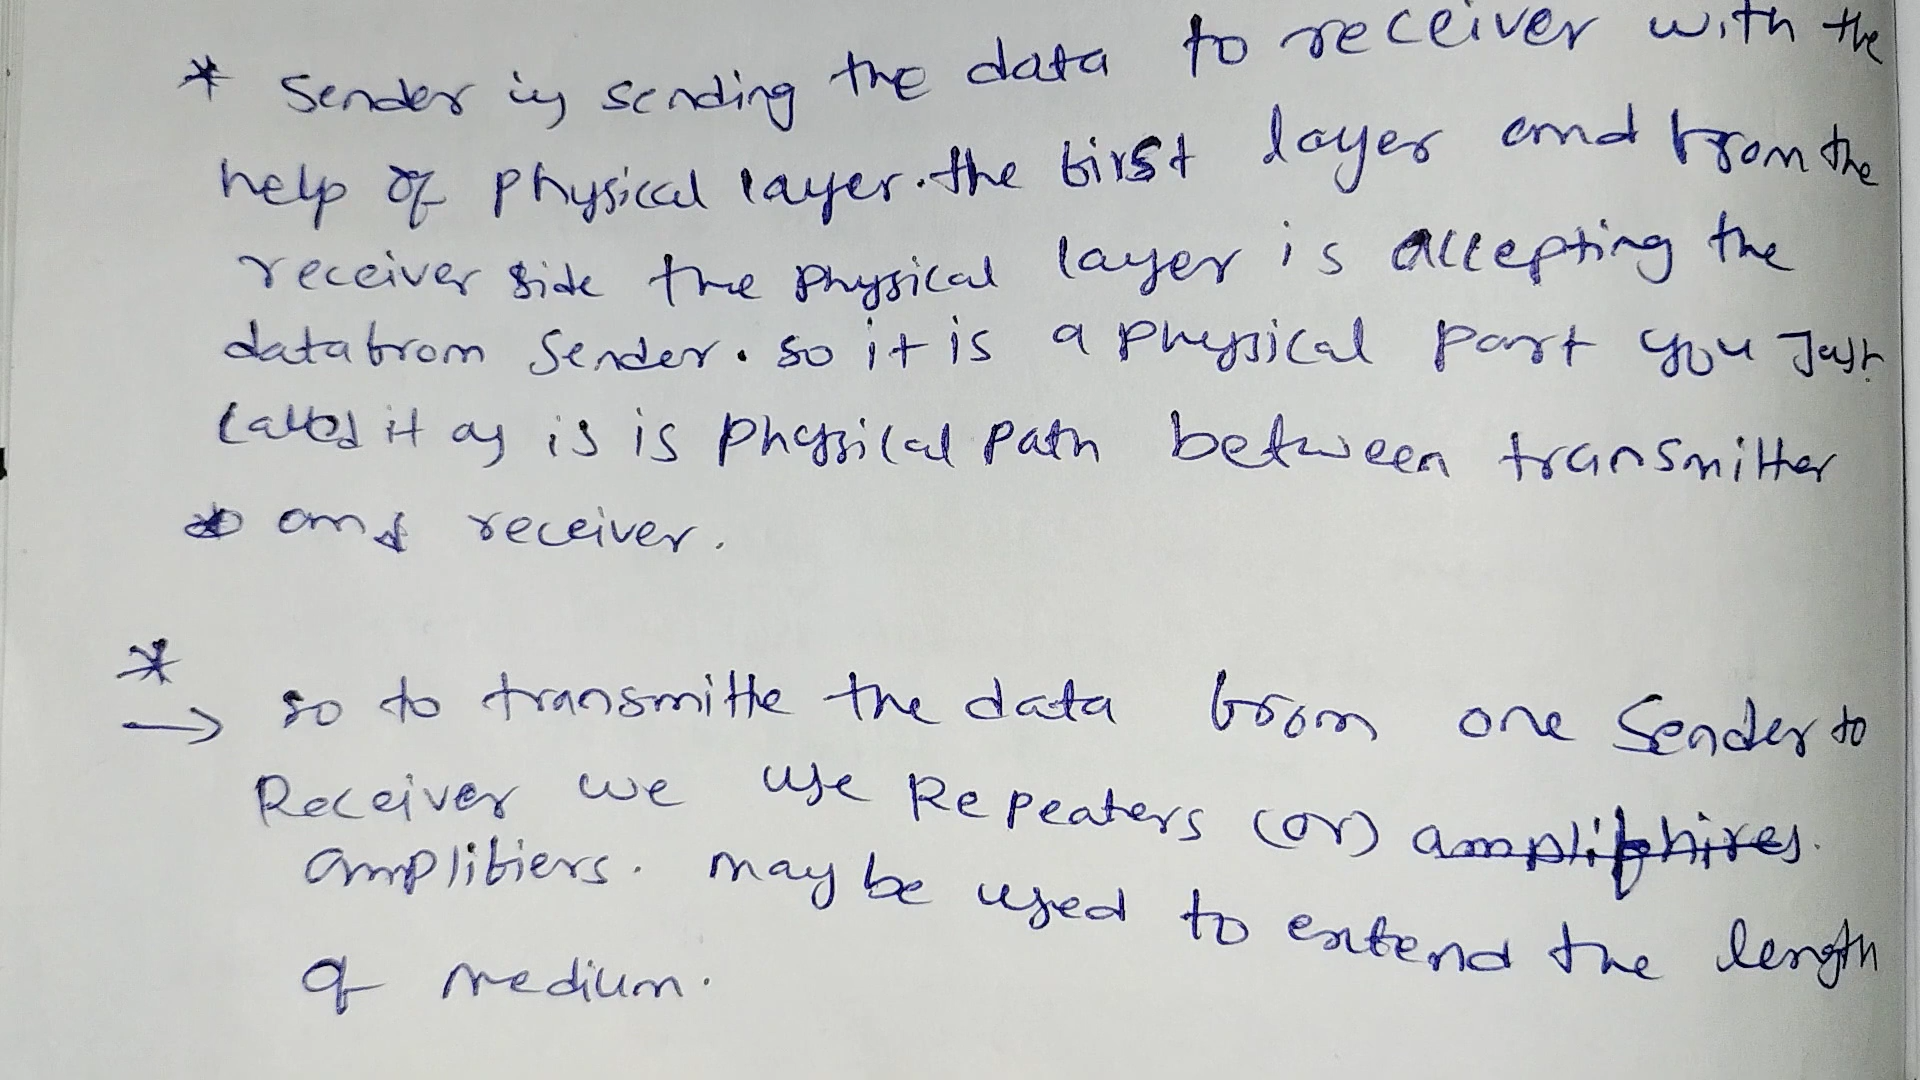 * Sender is sending the data to receiver with the
help of physical layer. the first layer and from the
receiver side the physical layer is accepting the
data from Sender. so it is a physical part you Just
called it as is is physical path between transmitter
and receiver.
*
→ so to transmitte the data from one Sender to
Receiver we use Repeaters (or) amplifhires.
amplifiers. may be used to extend the length
of medium.